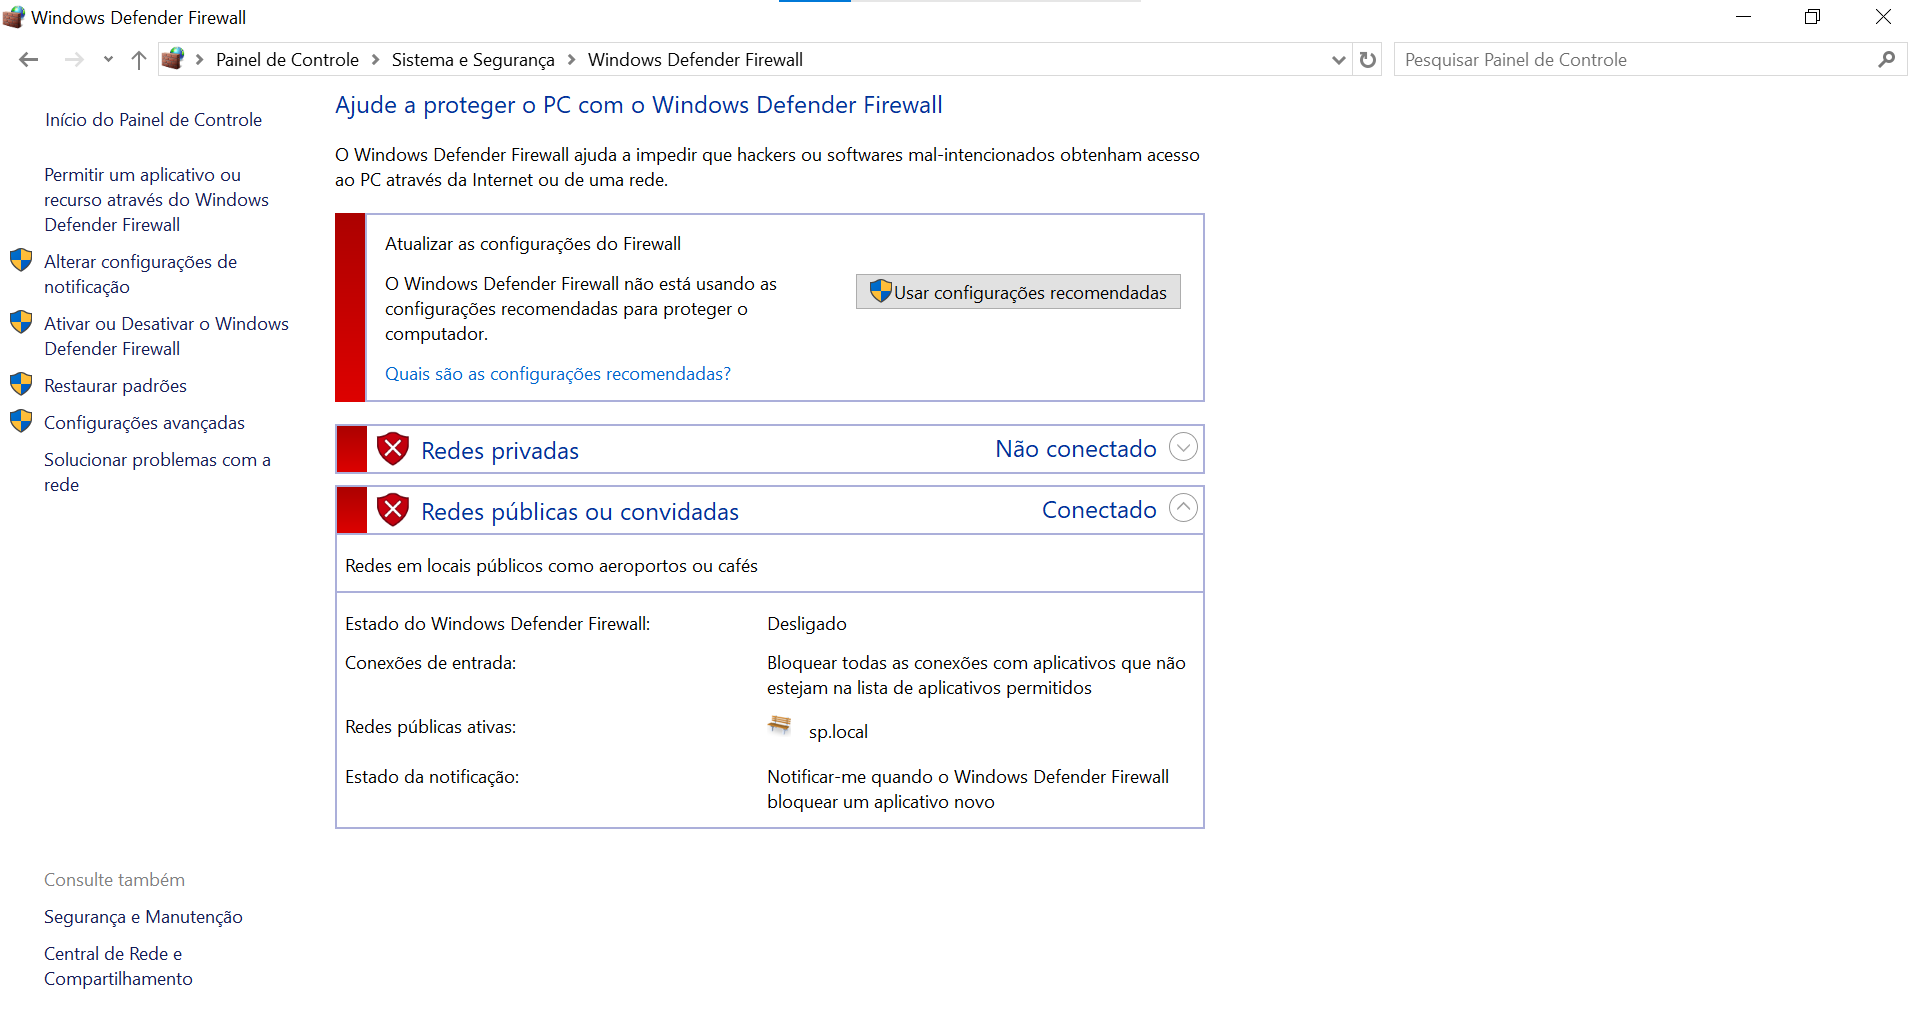 Windows Defender Firewall
Painel de Controle
Sistema e Segurança
Windows Defender Firewall
Pesquisar Painel de Controle
Início do Painel de Controle
Permitir um aplicativo ou
recurso através do Windows
Defender Firewall
Alterar configurações de
notificação
Ativar ou Desativar o Windows
Defender Firewall
Restaurar padrões
Configurações avançadas
Solucionar problemas com a
rede
Ajude a proteger o PC com o Windows Defender Firewall
O Windows Defender Firewall ajuda a impedir que hackers ou softwares mal-intencionados obtenham acesso
ao PC através da Internet ou de uma rede.
Atualizar as configurações do Firewall
O Windows Defender Firewall não está usando as
configurações recomendadas para proteger o
computador.
Usar configurações recomendadas
Quais são as configurações recomendadas?
Redes privadas
Não conectado
Redes públicas ou convidadas
Conectado
Redes em locais públicos como aeroportos ou cafés
Estado do Windows Defender Firewall:
Desligado
Conexões de entrada:
Bloquear todas as conexões com aplicativos que não
estejam na lista de aplicativos permitidos
Redes públicas ativas:
sp.local
Estado da notificação:
Notificar-me quando o Windows Defender Firewall
bloquear um aplicativo novo
Consulte também
Segurança e Manutenção
Central de Rede e
Compartilhamento